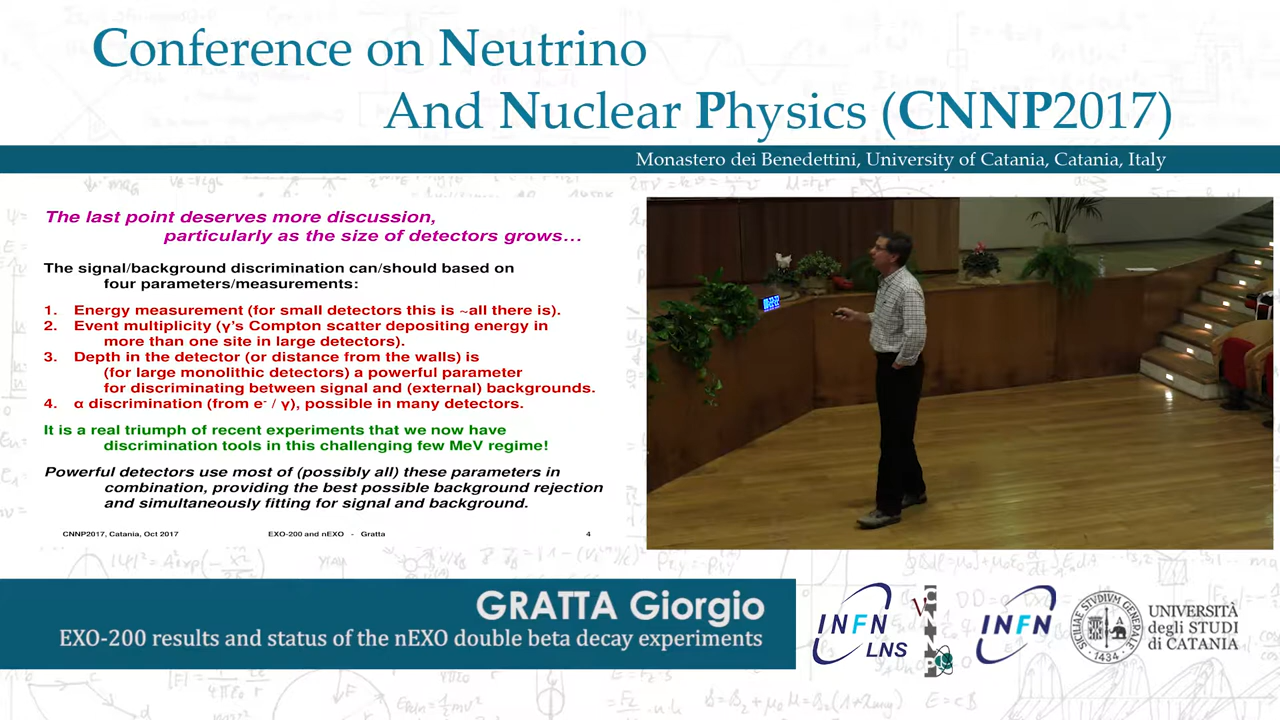 Conference on Neutrino
And Nuclear Physics (CNNP2017)
Monastero dei Benedettini, University of Catania, Catania, Italy
The last point deserves more discussion,
particularly as the size of detectors grows…
The signal/background discrimination can/should based on
four parameters/measurements:
1. Energy measurement (for small detectors this is ~all there is).
2. Event multiplicity (γ's Compton scatter depositing energy in
more than one site in large detectors).
3. Depth in the detector (or distance from the walls) is
(for large monolithic detectors) a powerful parameter
for discriminating between signal and (external) backgrounds.
4. α discrimination (from e⁻ / γ), possible in many detectors.
It is a real triumph of recent experiments that we now have
discrimination tools in this challenging few MeV regime!
Powerful detectors use most of (possibly all) these parameters in
combination, providing the best possible background rejection
and simultaneously fitting for signal and background.
CNNP2017, Catania, Oct 2017 EXO-200 and nEXO - Gratta 4
GRATTA Giorgio
EXO-200 results and status of the nEXO double beta decay experiments
INFN
LNS
INFN
UNIVERSITÀ
degli STUDI
di CATANIA
SICILIAE STUDIUM GENERALE
1434